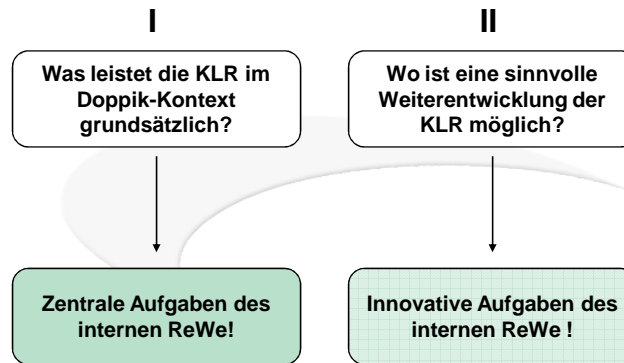 I
Was leistet die KLR im
Doppik-Kontext
grundsätzlich?
Zentrale Aufgaben des
internen ReWe!
II
Wo ist eine sinnvolle
Weiterentwicklung der
KLR möglich?
Innovative Aufgaben des
internen ReWe !